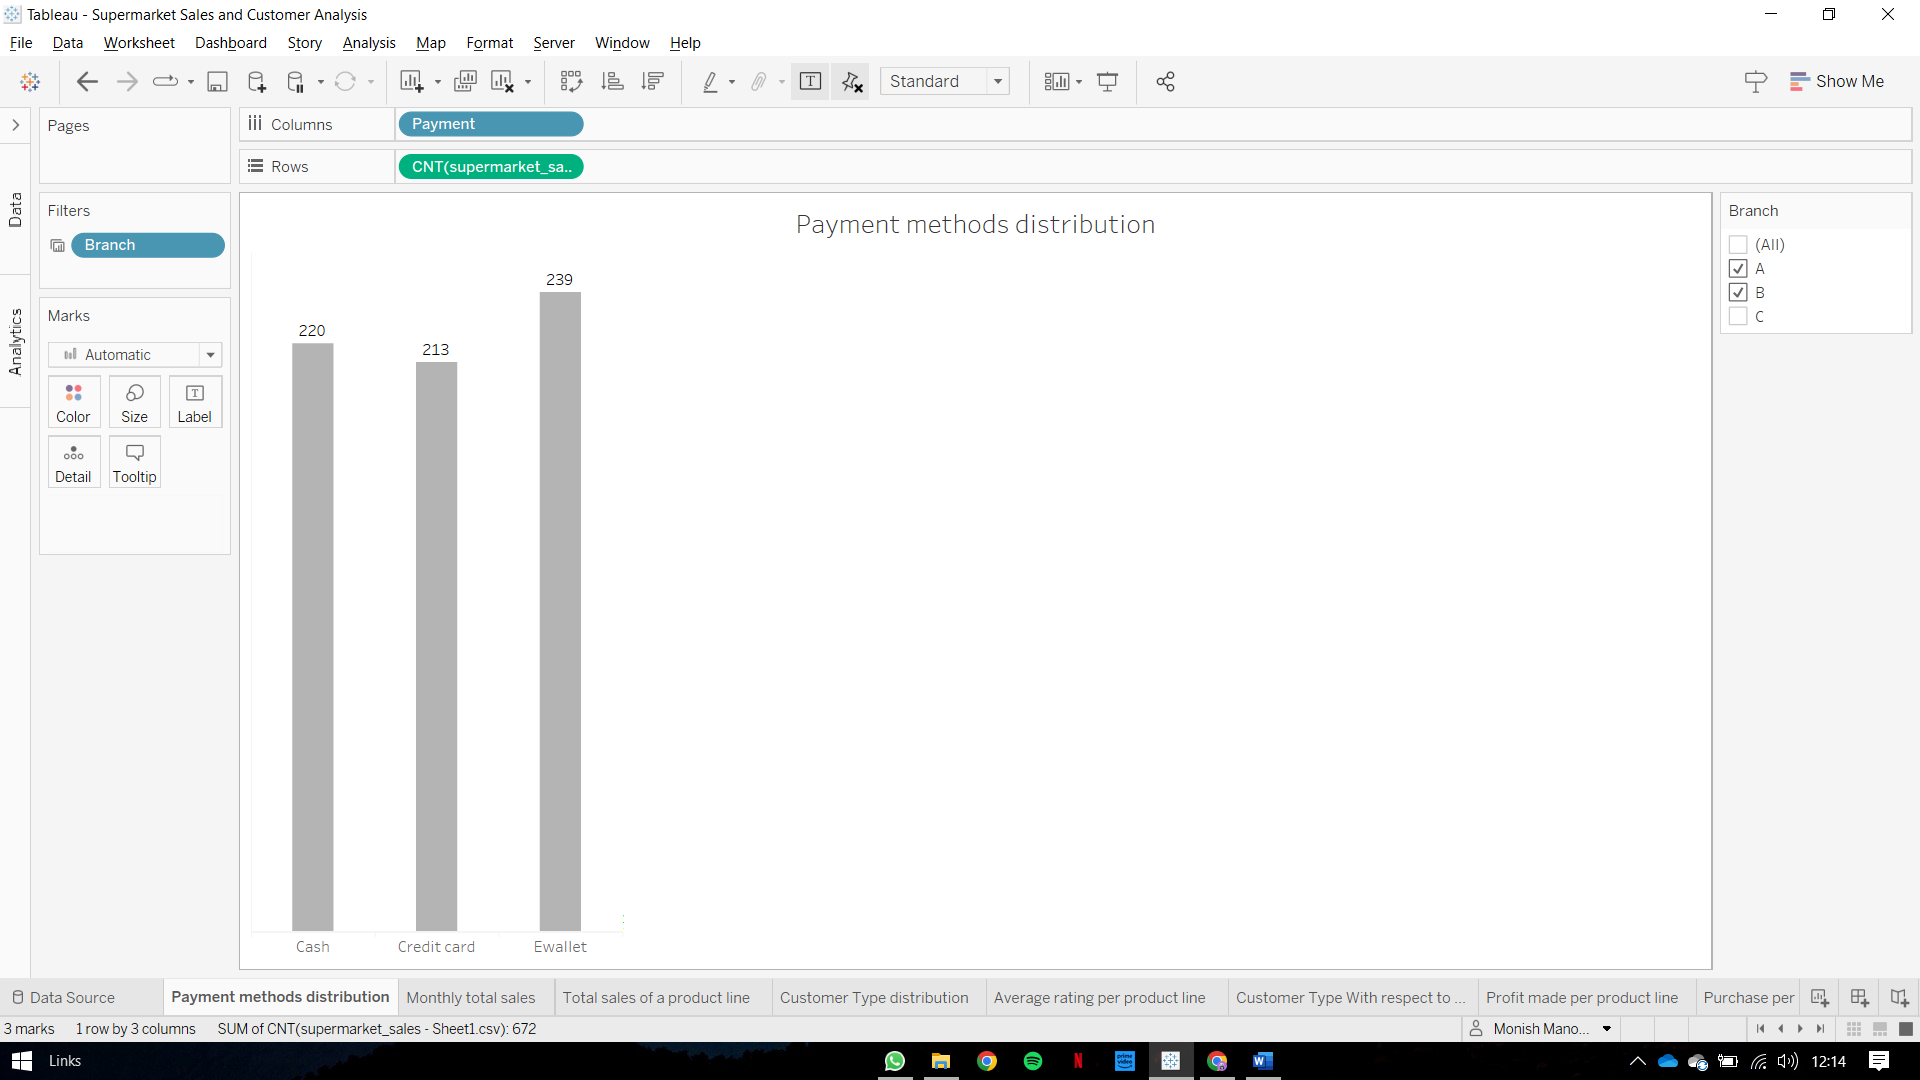 Tableau - Supermarket Sales and Customer Analysis
File Data Worksheet Dashboard Story Analysis Map Format Server Window Help
Standard
Show Me
Pages
Columns
Payment
Rows
CNT(supermarket_sa..
Data
Analytics
Filters
Branch
Marks
Automatic
Color Size Label
Detail Tooltip
Payment methods distribution
220
213
239
Cash Credit card Ewallet
Branch
(All)
A
B
C
Data Source Payment methods distribution Monthly total sales Total sales of a product line Customer Type distribution Average rating per product line Customer Type With respect to ... Profit made per product line Purchase per
3 marks 1 row by 3 columns SUM of CNT(supermarket_sales - Sheet1.csv): 672 Monish Mano...
Links
prime video
N
W
12:14